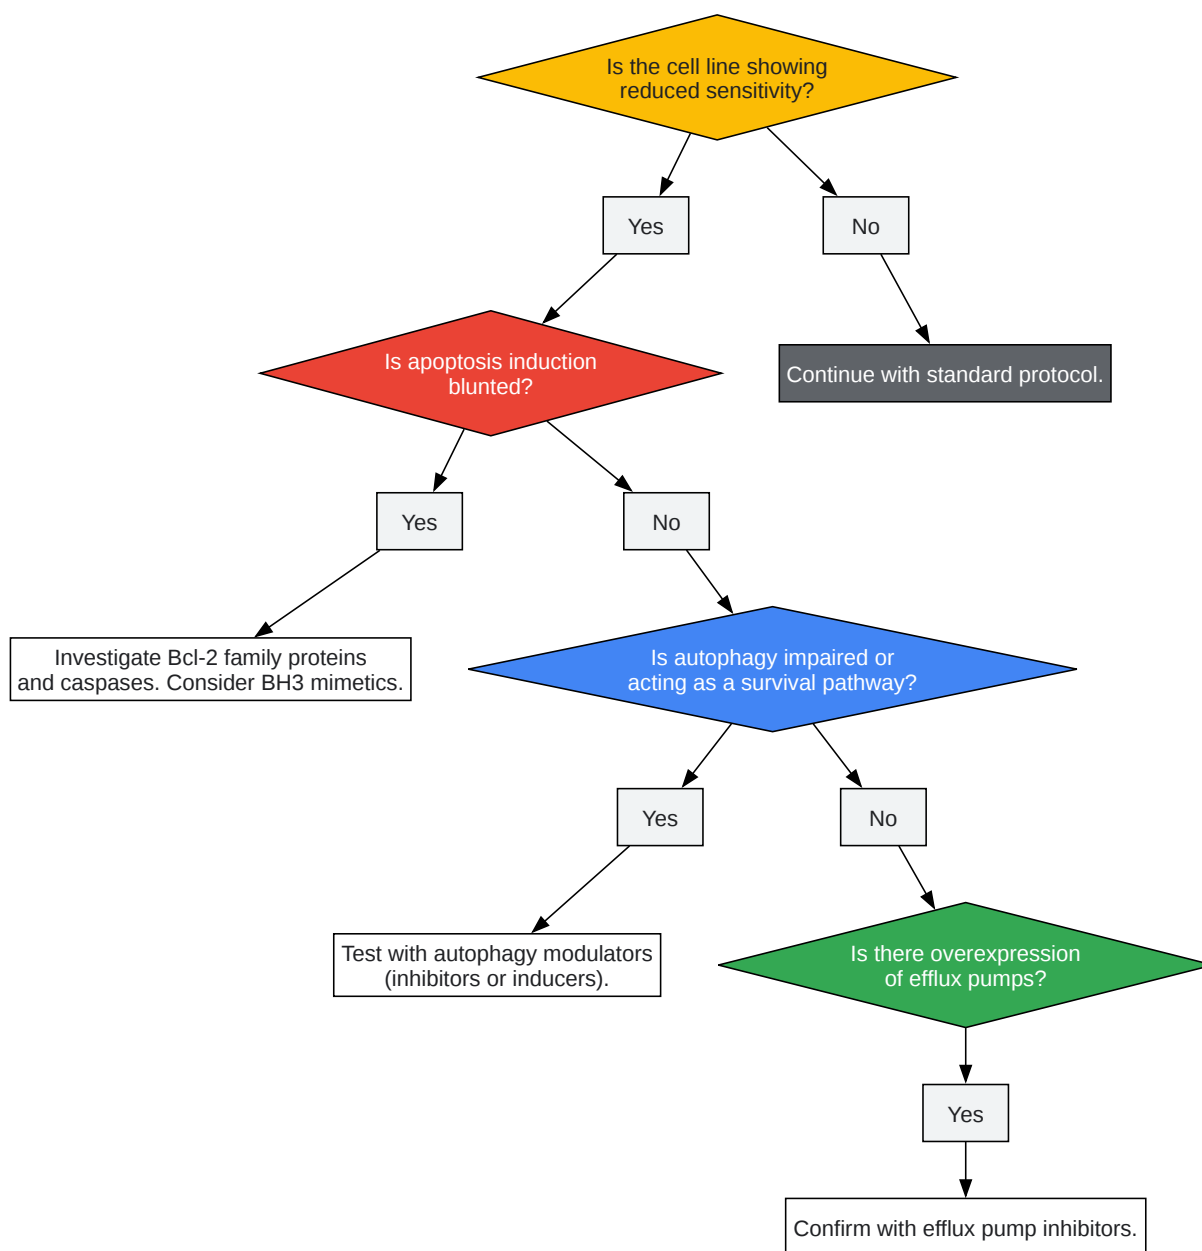 Is the cell line showing
reduced sensitivity?
Yes
No
Is apoptosis induction
blunted?
Continue with standard protocol.
Yes
No
Investigate Bcl-2 family proteins
and caspases. Consider BH3 mimetics.
Is autophagy impaired or
acting as a survival pathway?
Yes
No
Test with autophagy modulators
(inhibitors or inducers).
Is there overexpression
of efflux pumps?
Yes
Confirm with efflux pump inhibitors.